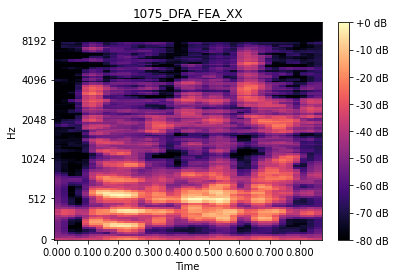 1075_DFA_FEA_XX
Hz
8192
4096
2048
1024
512
0
0.000 0.100 0.200 0.300 0.400 0.500 0.600 0.700 0.800
Time
+0 dB
-10 dB
-20 dB
-30 dB
-40 dB
-50 dB
-60 dB
-70 dB
-80 dB